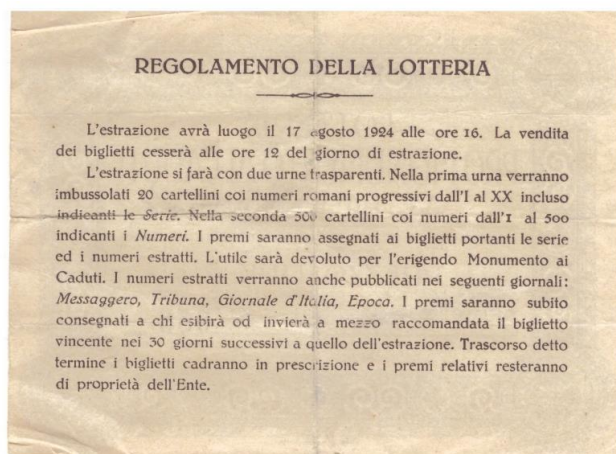 REGOLAMENTO DELLA LOTTERIA
L'estrazione avrà luogo il 17 agosto 1924 alle ore 16. La vendita
dei biglietti cesserà alle ore 12 del giorno di estrazione.
L'estrazione si farà con due urne trasparenti. Nella prima urna verranno
imbussolati 20 cartellini coi numeri romani progressivi dall'I al XX incluso
indicanti le Serie. Nella seconda 500 cartellini coi numeri dall'1 al 500
indicanti i Numeri. I premi saranno assegnati ai biglietti portanti le serie
ed i numeri estratti. L'utile sarà devoluto per l'erigendo Monumento ai
Caduti. I numeri estratti verranno anche pubblicati nei seguenti giornali:
Messaggero, Tribuna, Giornale d'Italia, Epoca. I premi saranno subito
consegnati a chi esibirà od invierà a mezzo raccomandata il biglietto
vincente nei 30 giorni successivi a quello dell'estrazione. Trascorso detto
termine i biglietti cadranno in prescrizione e i premi relativi resteranno
di proprietà dell'Ente.